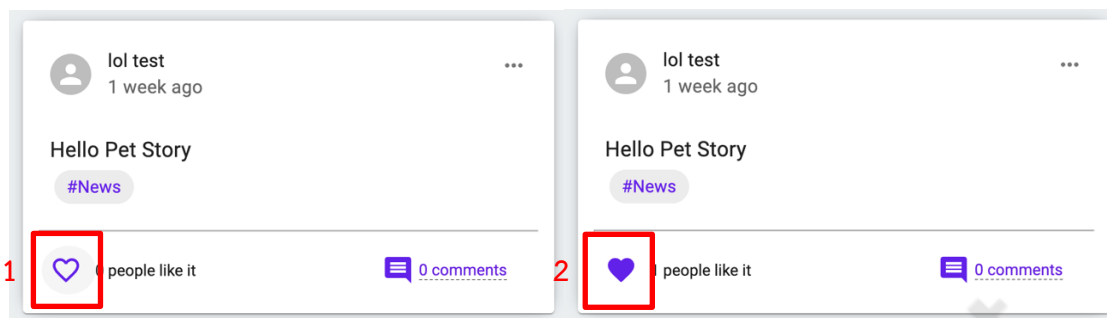 lol test
1 week ago
Hello Pet Story
#News
1
0 people like it
0 comments
lol test
1 week ago
Hello Pet Story
#News
2
people like it
0 comments